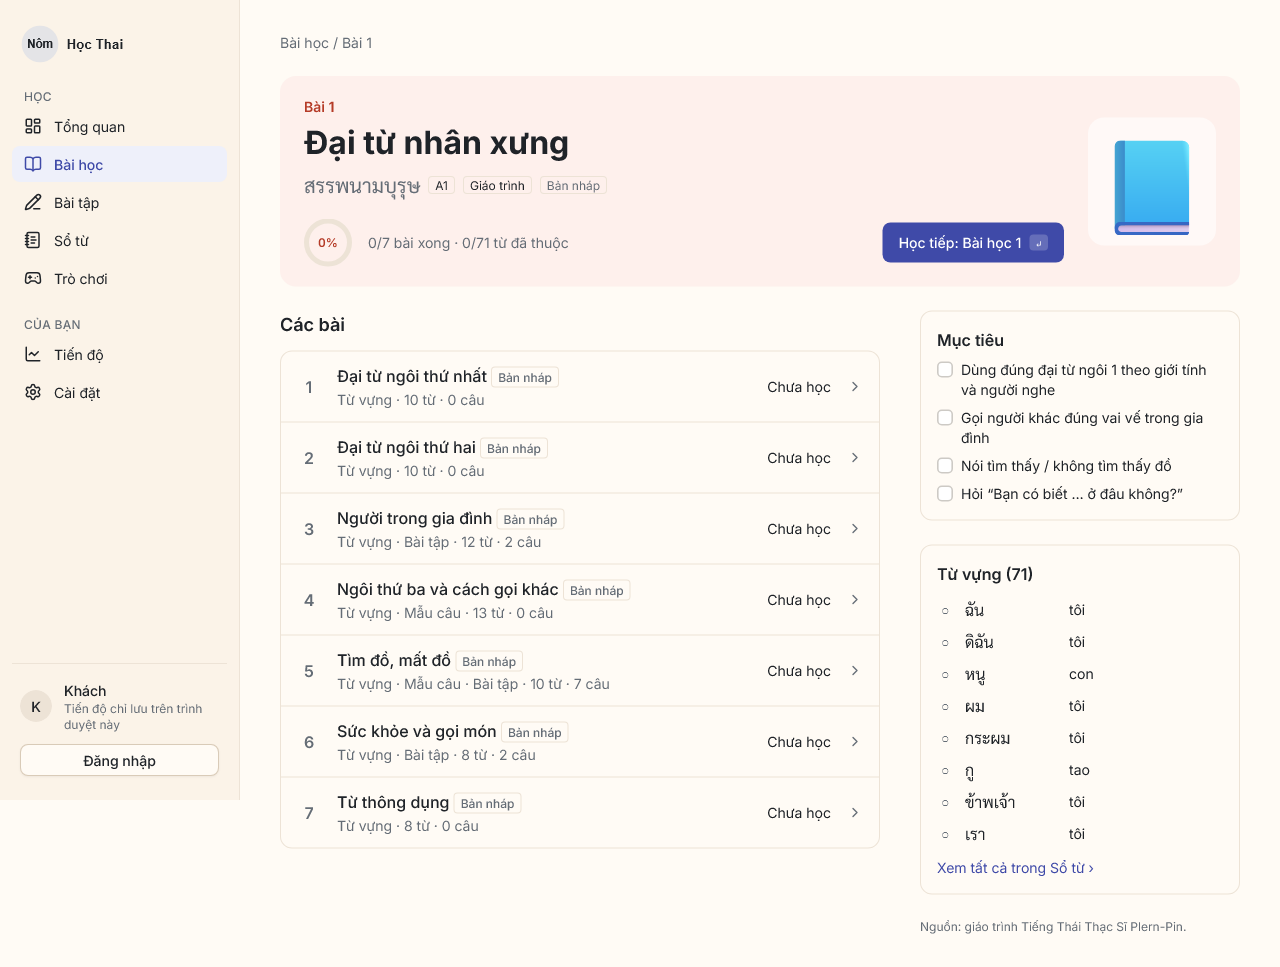 Nôm Học Thai
HỌC
Tổng quan
Bài học
Bài tập
Sổ từ
Trò chơi
CỦA BẠN
Tiến độ
Cài đặt
K
Khách
Tiến độ chỉ lưu trên trình
duyệt này
Đăng nhập
Bài học / Bài 1
Bài 1
Đại từ nhân xưng
สรรพนามบุรุษ A1 Giáo trình Bản nháp
0% 0/7 bài xong · 0/71 từ đã thuộc
Học tiếp: Bài học 1
Các bài
1 Đại từ ngôi thứ nhất Bản nháp Chưa học
Từ vựng · 10 từ · 0 câu
2 Đại từ ngôi thứ hai Bản nháp Chưa học
Từ vựng · 10 từ · 0 câu
3 Người trong gia đình Bản nháp Chưa học
Từ vựng · Bài tập · 12 từ · 2 câu
4 Ngôi thứ ba và cách gọi khác Bản nháp Chưa học
Từ vựng · Mẫu câu · 13 từ · 0 câu
5 Tìm đồ, mất đồ Bản nháp Chưa học
Từ vựng · Mẫu câu · Bài tập · 10 từ · 7 câu
6 Sức khỏe và gọi món Bản nháp Chưa học
Từ vựng · Bài tập · 8 từ · 2 câu
7 Từ thông dụng Bản nháp Chưa học
Từ vựng · 8 từ · 0 câu
Mục tiêu
Dùng đúng đại từ ngôi 1 theo giới tính
và người nghe
Gọi người khác đúng vai vế trong gia
đình
Nói tìm thấy / không tìm thấy đồ
Hỏi “Bạn có biết ... ở đâu không?”
Từ vựng (71)
○ ฉัน tôi
○ ดิฉัน tôi
○ หนู con
○ ผม tôi
○ กระผม tôi
○ กู tao
○ ข้าพเจ้า tôi
○ เรา tôi
Xem tất cả trong Sổ từ ›
Nguồn: giáo trình Tiếng Thái Thạc Sĩ Plern-Pin.